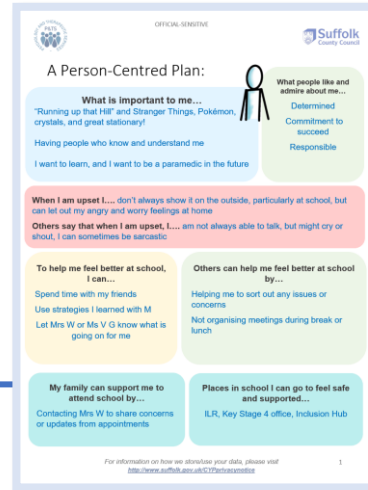 OFFICIAL-SENSITIVE
PATS
Suffolk
County Council
A Person-Centred Plan:
What is important to me…
"Running up that Hill" and Stranger Things, Pokémon,
crystals, and great stationary!
Having people who know and understand me
I want to learn, and I want to be a paramedic in the future
What people like and
admire about me…
Determined
Commitment to
succeed
Responsible
When I am upset I…. don't always show it on the outside, particularly at school, but
can let out my angry and worry feelings at home
Others say that when I am upset, I…. am not always able to talk, but might cry or
shout, I can sometimes be sarcastic
To help me feel better at school,
I can…
Spend time with my friends
Use strategies I learned with M
Let Mrs W or Ms V G know what is
going on for me
Others can help me feel better at school
by…
Helping me to sort out any issues or
concerns
Not organising meetings during break or
lunch
My family can support me to
attend school by…
Contacting Mrs W to share concerns
or updates from appointments
Places in school I can go to feel safe
and supported…
ILR, Key Stage 4 office, Inclusion Hub
For information on how we store/use your data, please visit
http://www.suffolk.gov.uk/CYPprivacynotice
1